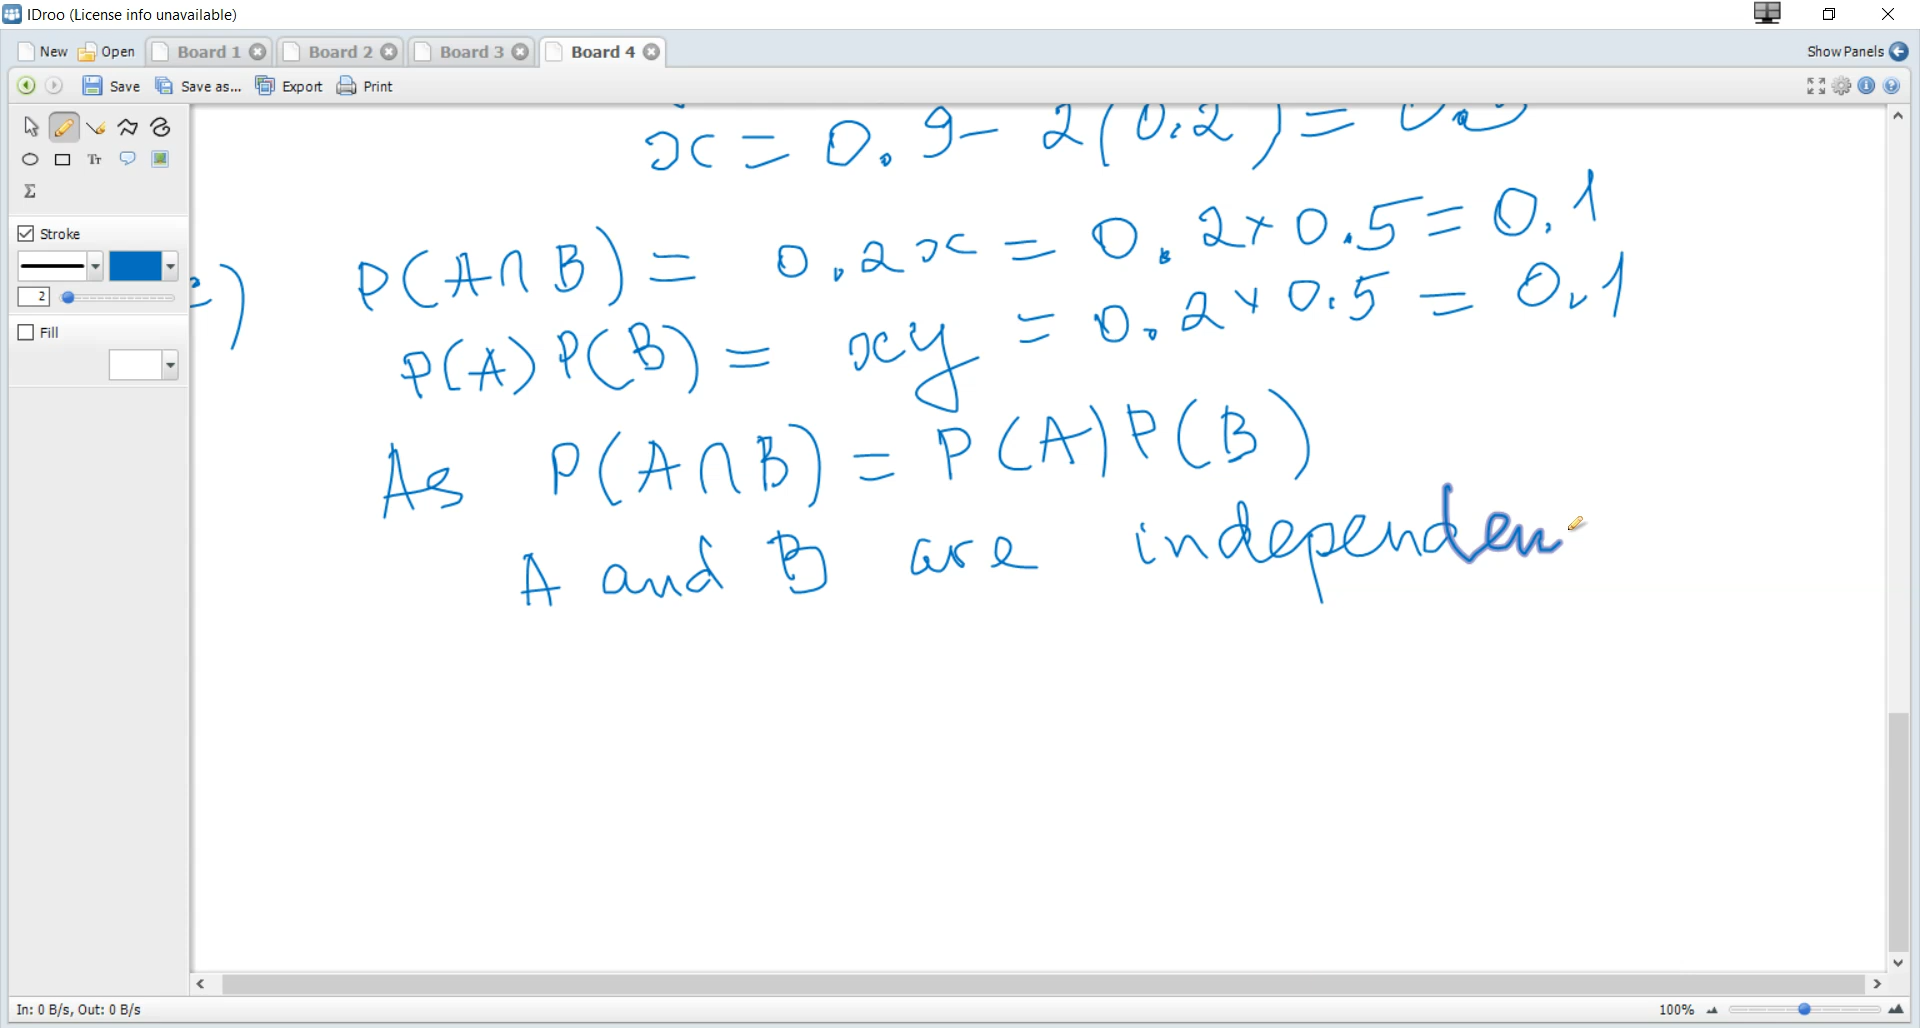 IDroo (License info unavailable)
New Open Board 1 Board 2 Board 3 Board 4 Show Panels
Save Save as... Export Print
Tт
Σ
Stroke
2
Fill
x = 0.9 - 2(0.2) =
c) P(A∩B) = 0.2x = 0.2×0.5 = 0.1
P(A)P(B) = xy = 0.2×0.5 = 0.1
As P(A∩B) = P(A)P(B)
A and B are independen
In: 0 B/s, Out: 0 B/s 100%